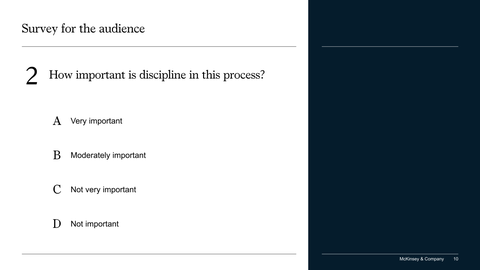 Survey for the audience
2 How important is discipline in this process?
A Very important
B Moderately important
C Not very important
D Not important
McKinsey & Company 10